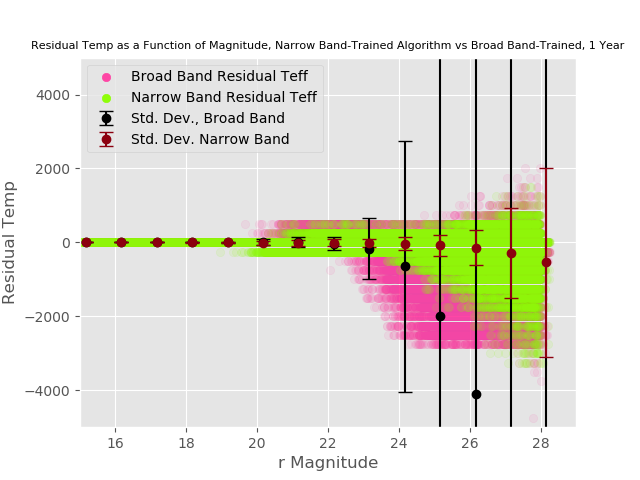 Residual Temp as a Function of Magnitude, Narrow Band-Trained Algorithm vs Broad Band-Trained, 1 Year
Broad Band Residual Teff
Narrow Band Residual Teff
Std. Dev., Broad Band
Std. Dev. Narrow Band
4000
2000
0
−2000
−4000
Residual Temp
16 18 20 22 24 26 28
r Magnitude